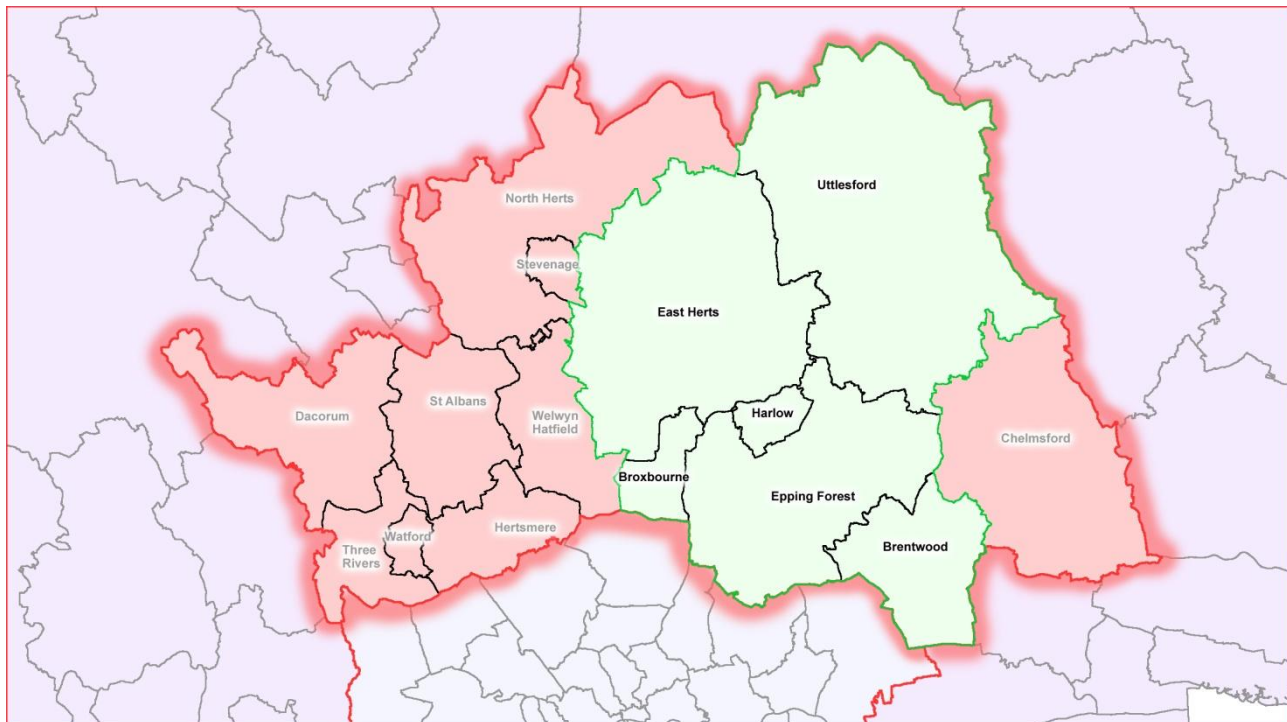 Uttlesford
North Herts
Stevenage
East Herts
St Albans
Dacorum
Welwyn
Hatfield
Harlow
Chelmsford
Broxbourne
Epping Forest
Hertsmere
Watford
Three
Rivers
Brentwood